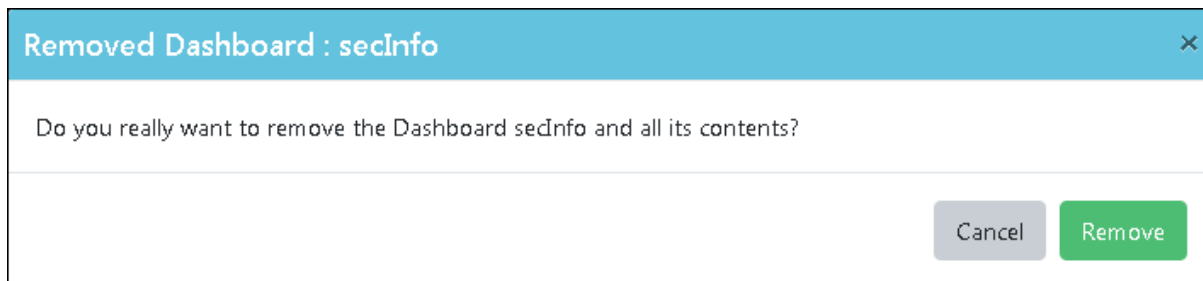 Removed Dashboard : secInfo ×
Do you really want to remove the Dashboard secInfo and all its contents?
Cancel Remove